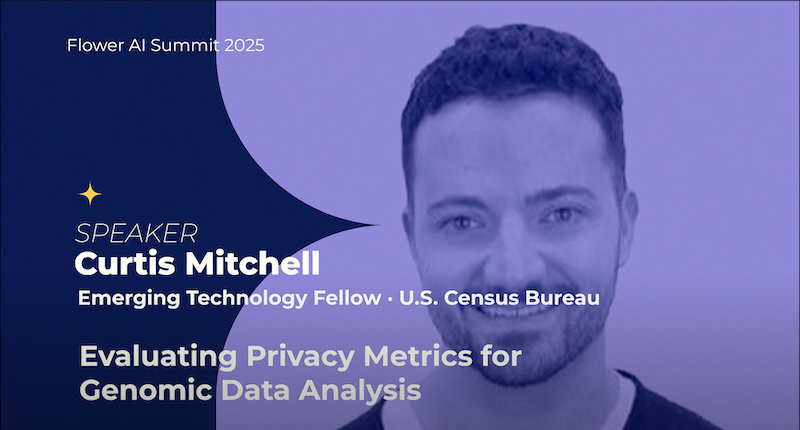 Flower AI Summit 2025
SPEAKER
Curtis Mitchell
Emerging Technology Fellow · U.S. Census Bureau
Evaluating Privacy Metrics for
Genomic Data Analysis